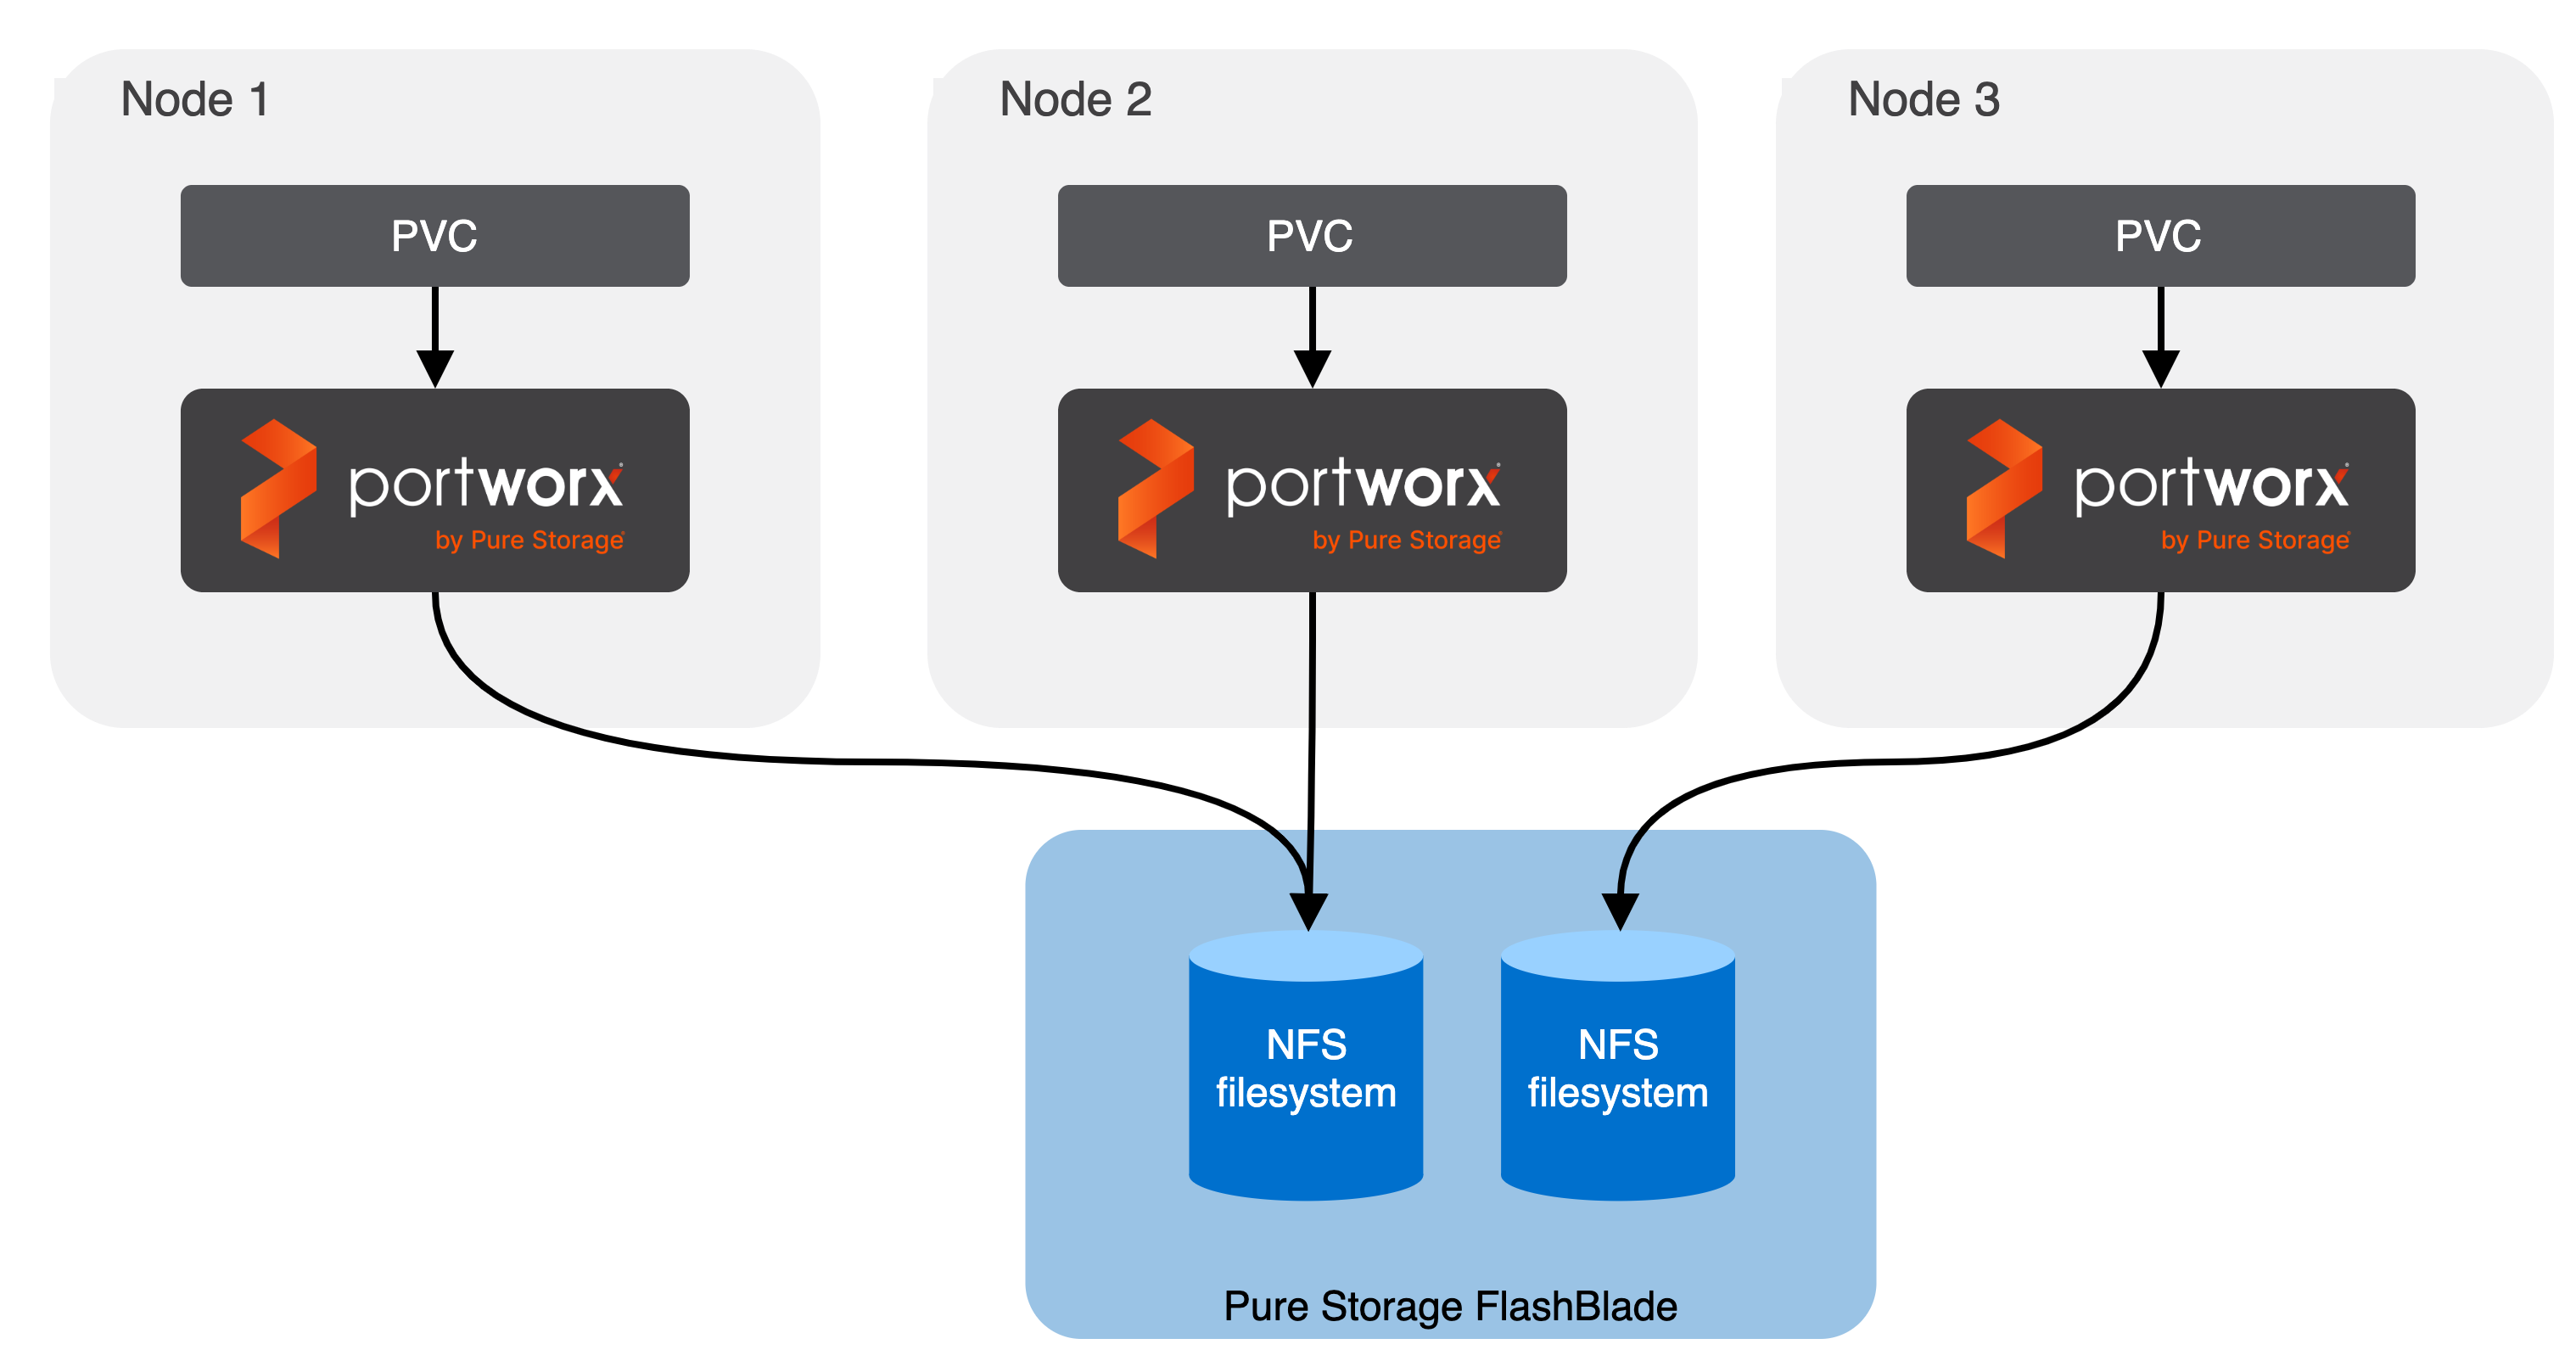 Node 1
Node 2
Node 3
PVC
PVC
PVC
portworx
by Pure Storage
portworx
by Pure Storage
portworx
by Pure Storage
NFS
filesystem
NFS
filesystem
Pure Storage FlashBlade